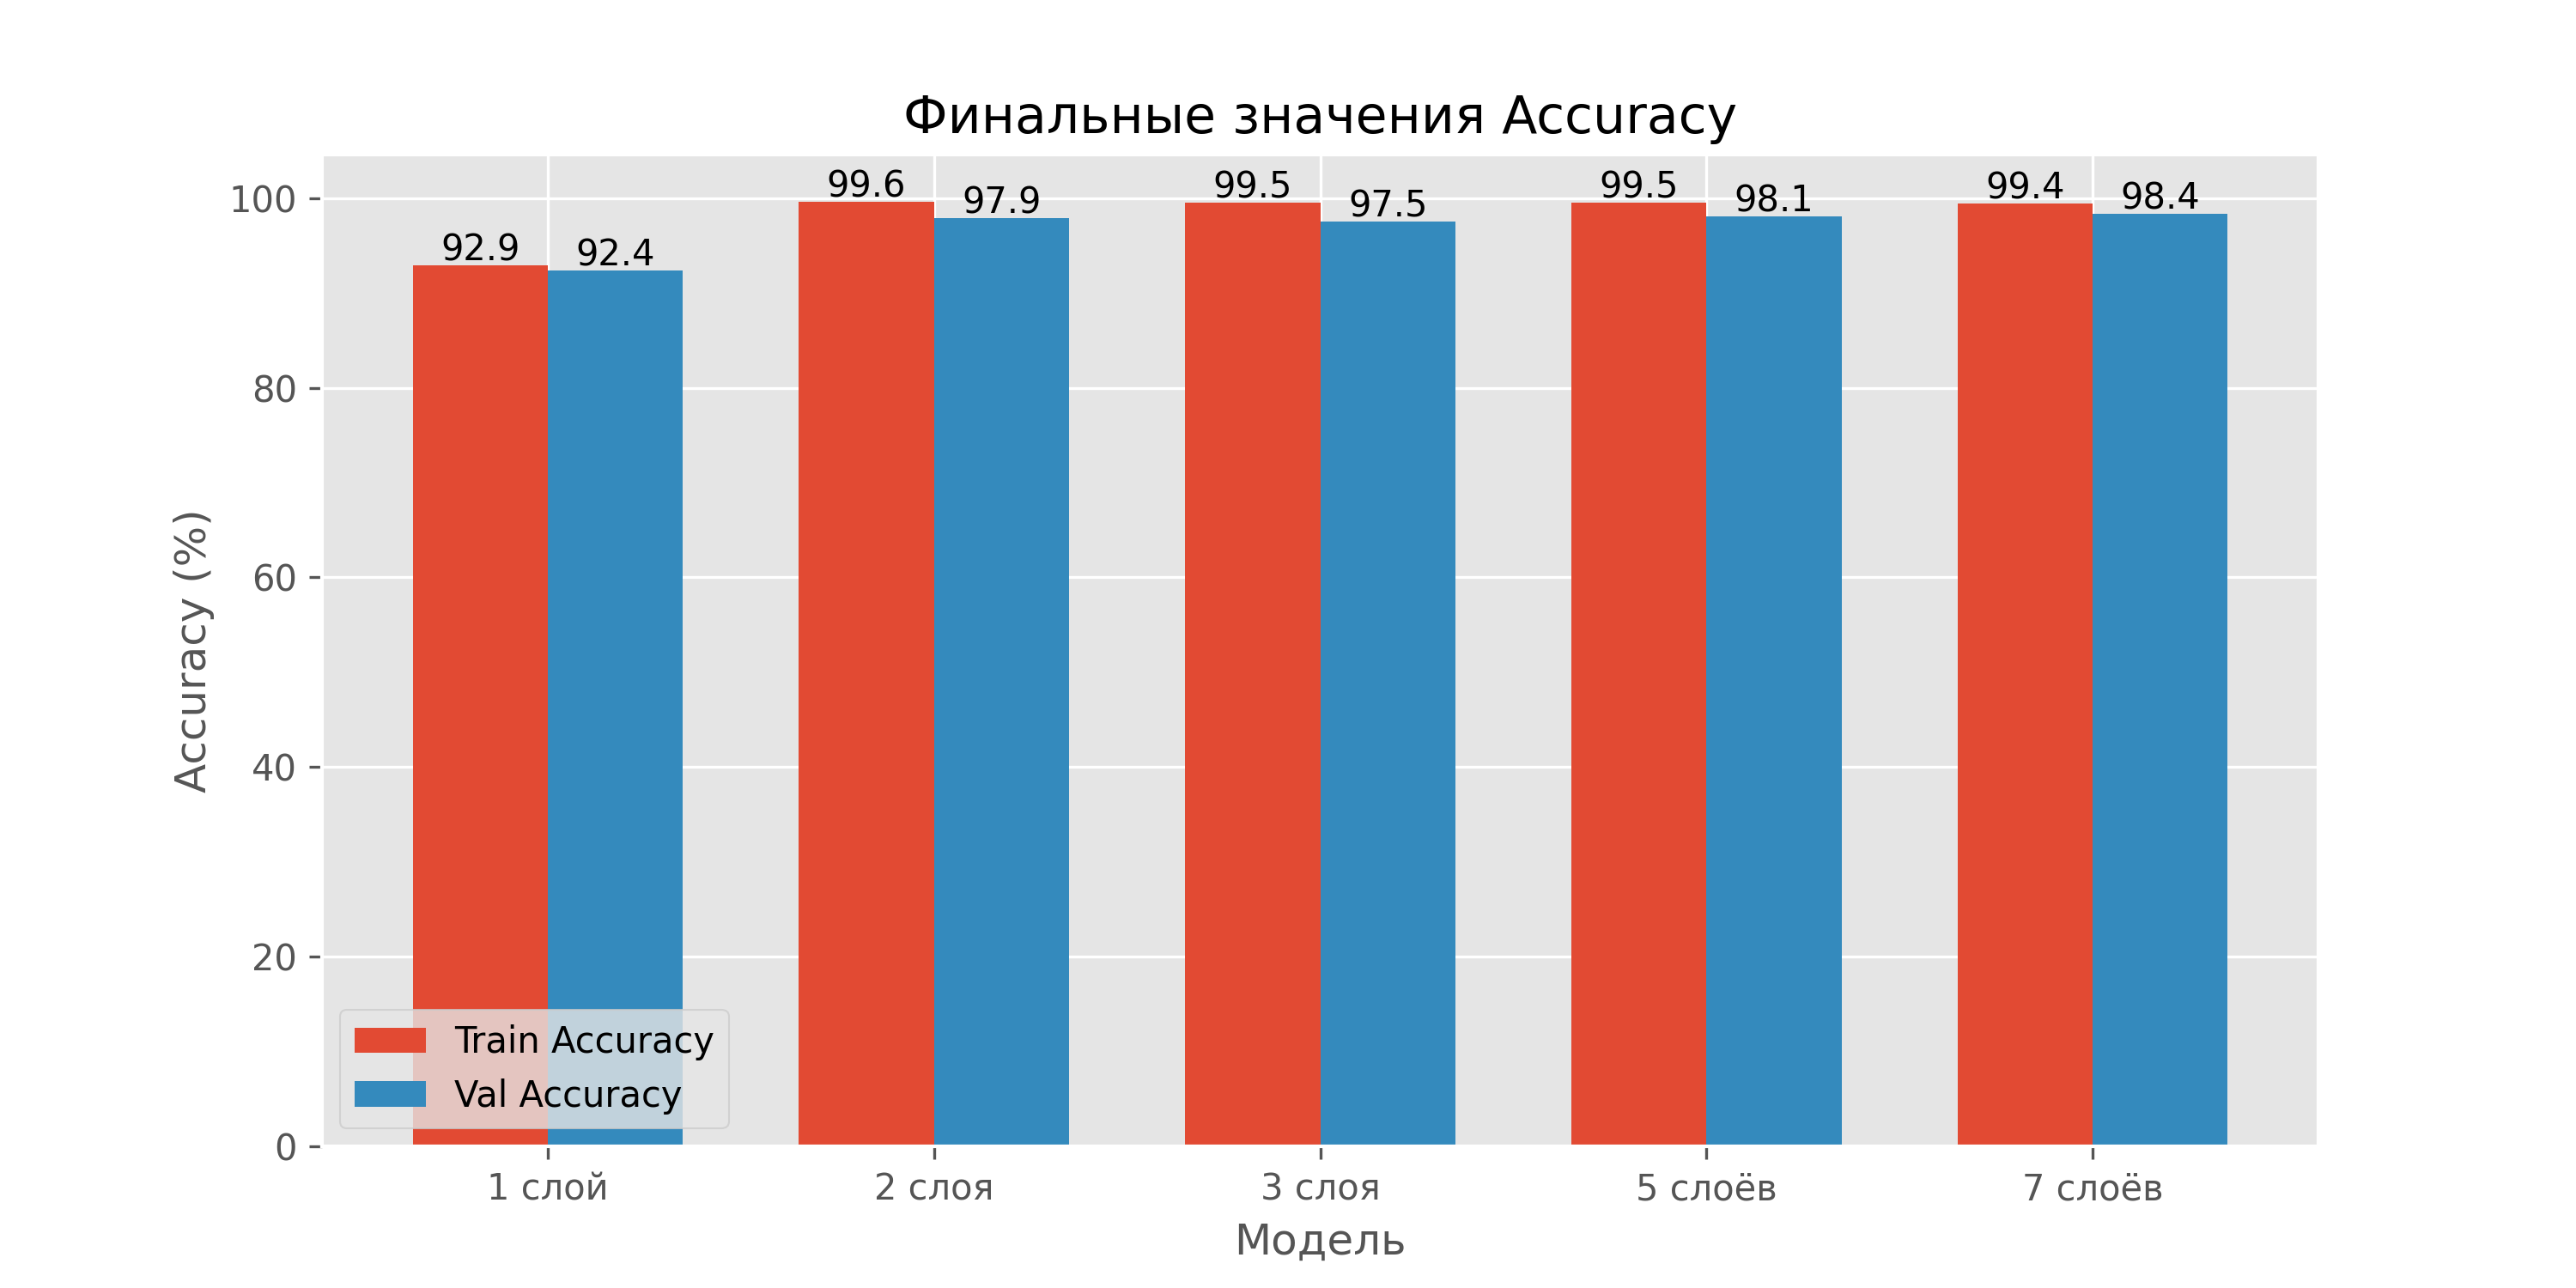 Финальные значения Accuracy
Accuracy (%)
100
80
60
40
20
0
92.9
92.4
99.6
97.9
99.5
97.5
99.5
98.1
99.4
98.4
Train Accuracy
Val Accuracy
1 слой
2 слоя
3 слоя
5 слоёв
7 слоёв
Модель